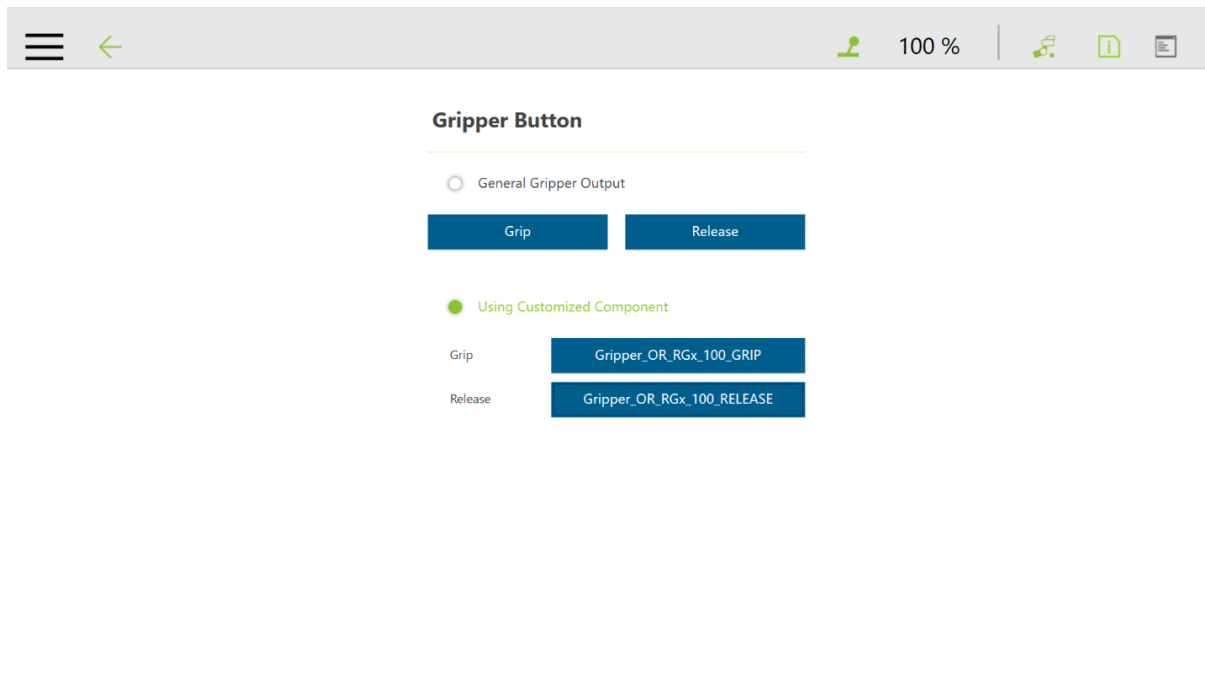 100 %
Gripper Button
General Gripper Output
Grip Release
Using Customized Component
Grip Gripper_OR_RGx_100_GRIP
Release Gripper_OR_RGx_100_RELEASE